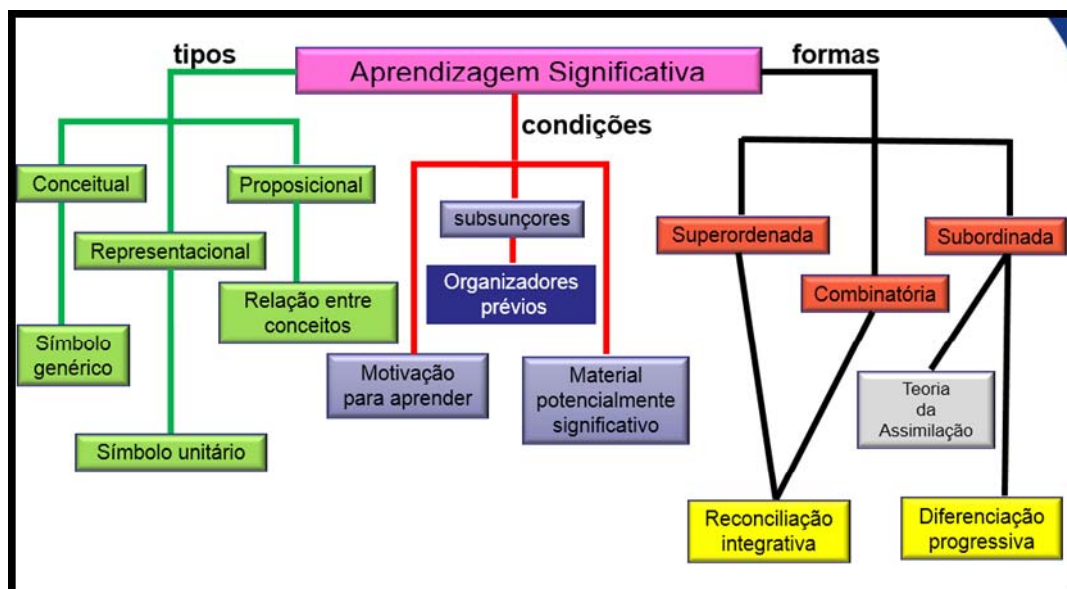 tipos
Aprendizagem Significativa
formas
condições
Conceitual
Proposicional
Representacional
Relação entre
conceitos
Símbolo
genérico
Símbolo unitário
subsunçores
Organizadores
prévios
Motivação
para aprender
Material
potencialmente
significativo
Superordenada
Subordinada
Combinatória
Teoria
da
Assimilação
Reconciliação
integrativa
Diferenciação
progressiva